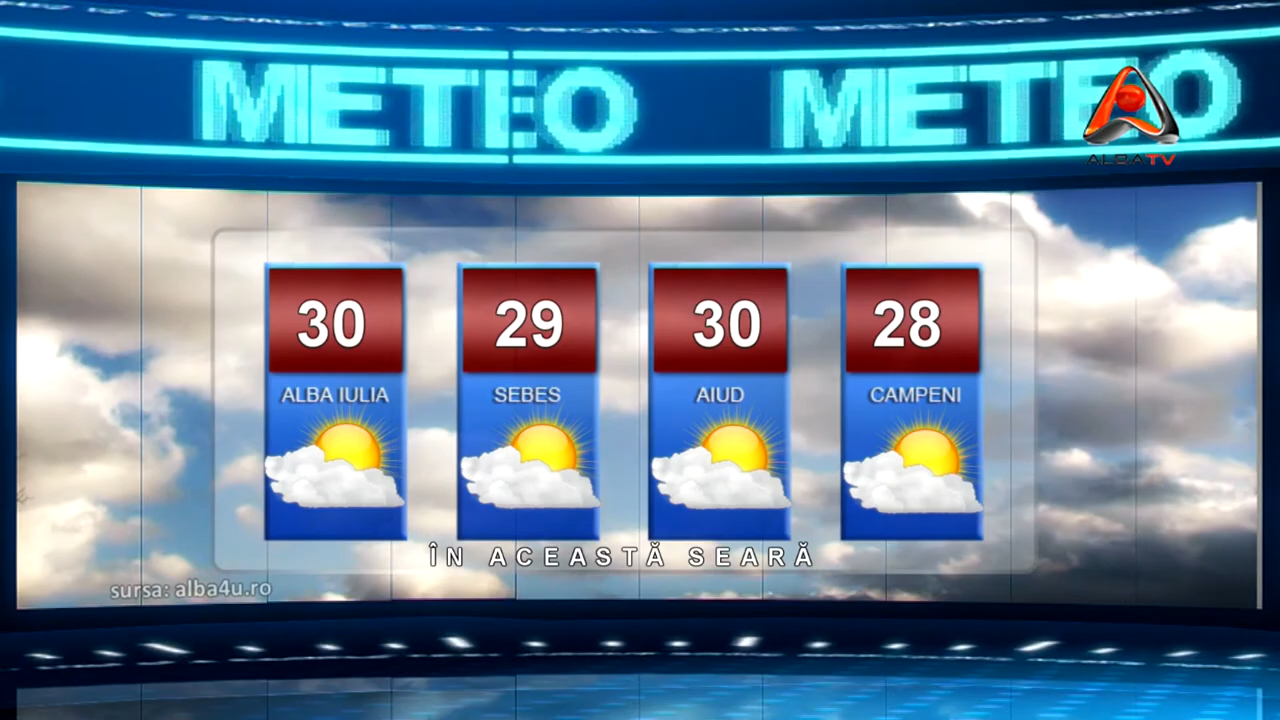 METEO METEO
ALBA TV
30 29 30 28
ALBA IULIA SEBES AIUD CAMPENI
ÎN ACEASTĂ SEARĂ
sursa: alba4u.ro